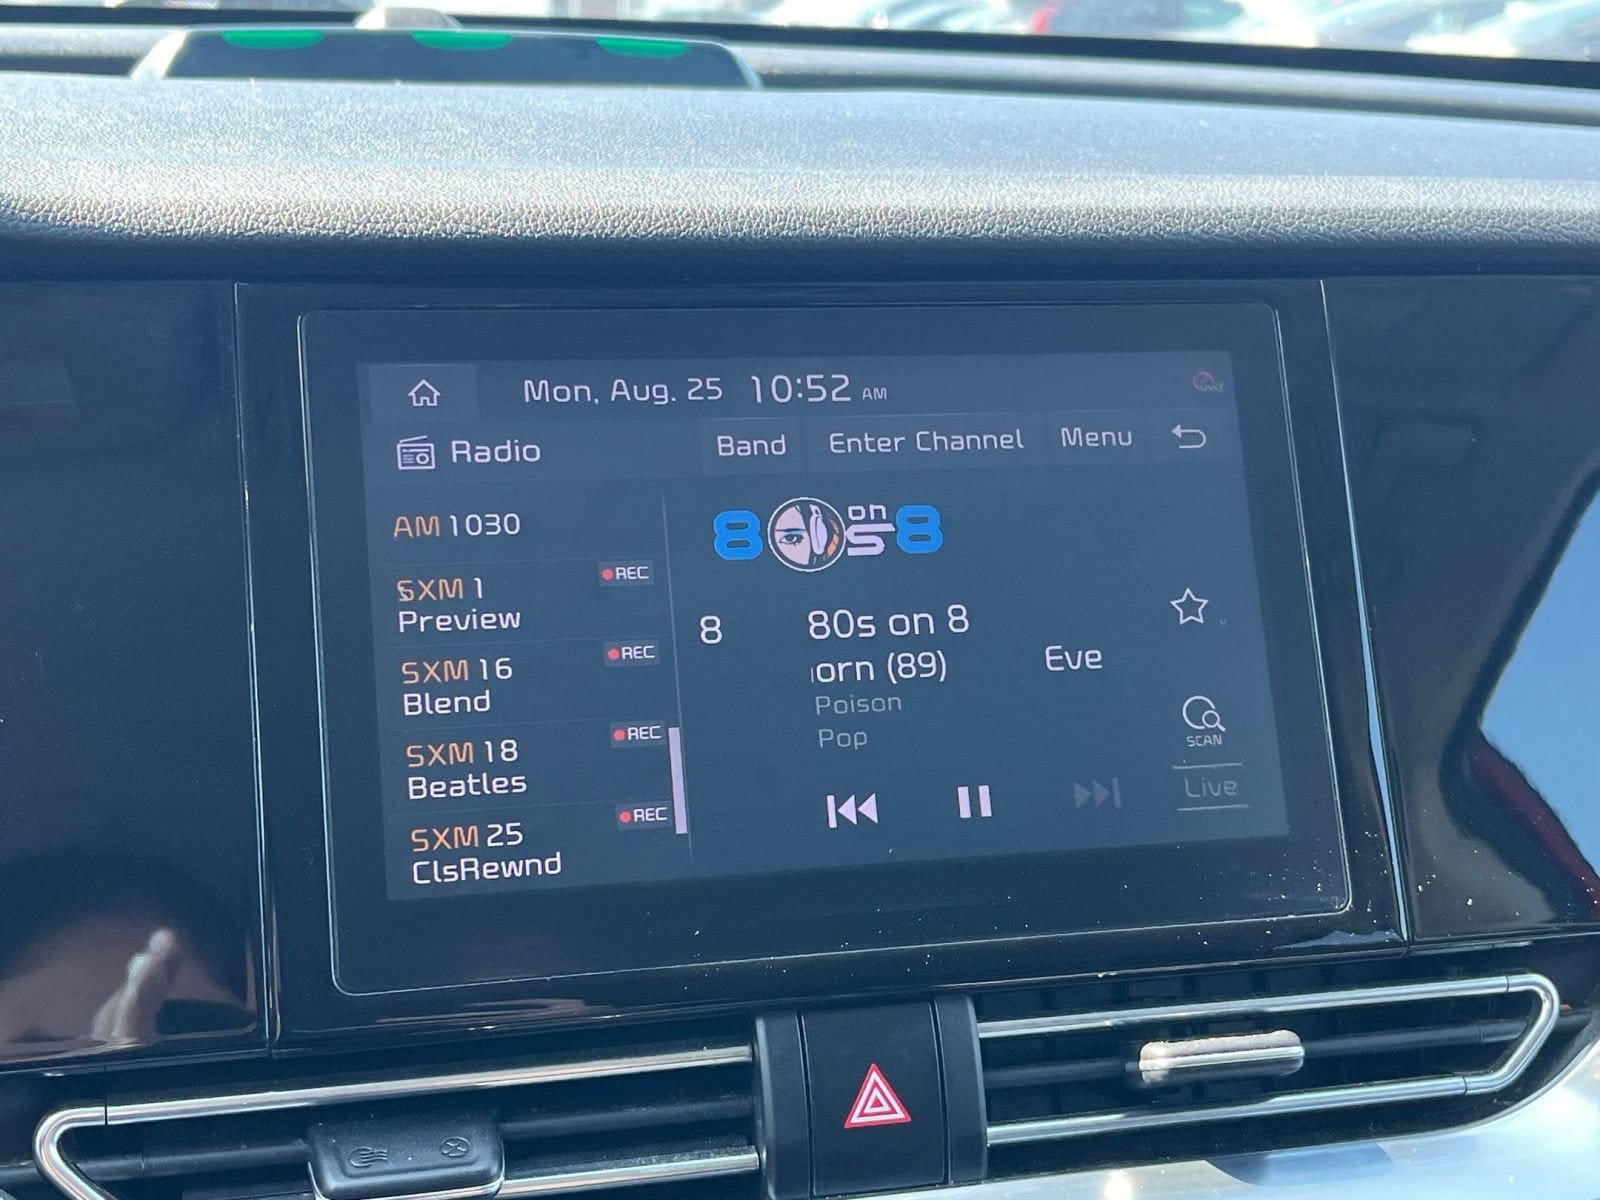 Mon, Aug. 25 10:52 AM
Radio Band Enter Channel Menu
AM 1030
SXM 1 REC
Preview
SXM 16 REC
Blend
SXM 18 REC
Beatles
SXM 25 REC
ClsRewnd
80s on 8
8 80s on 8
orn (89) Eve
Poison
Pop
SCAN
Live